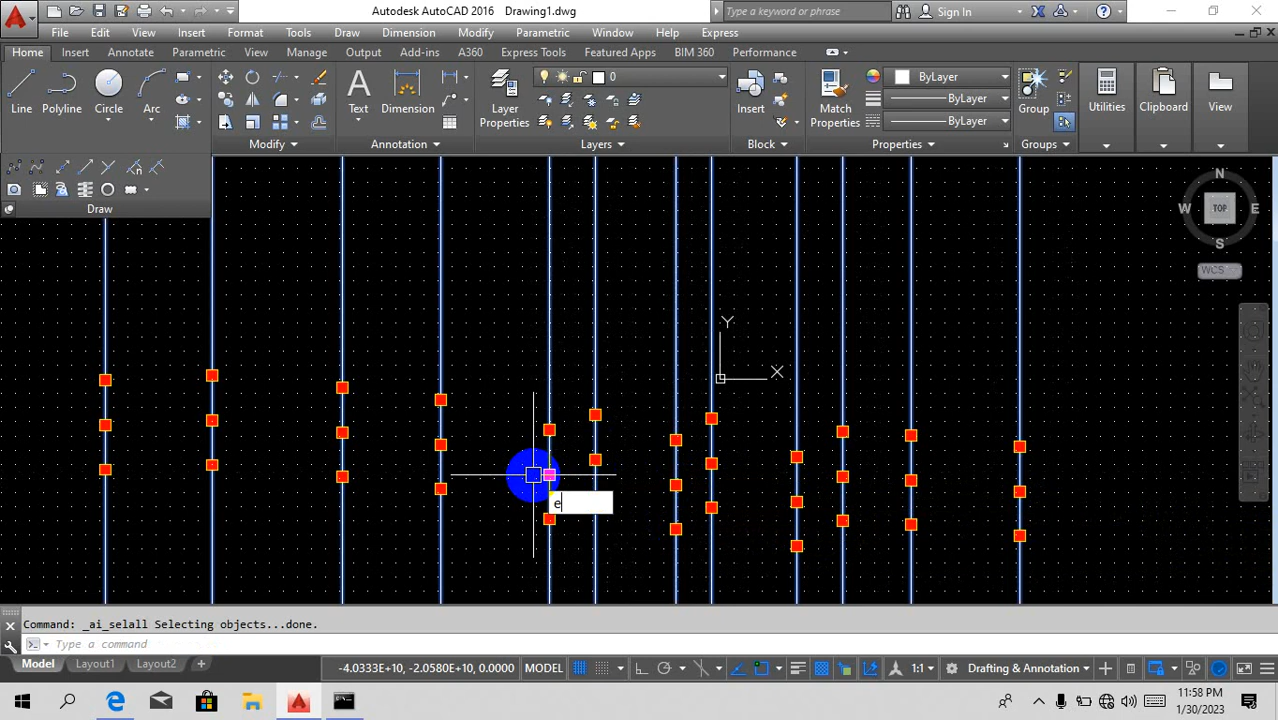 Autodesk AutoCAD 2016 Drawing1.dwg
Type a keyword or phrase
Sign In
File Edit View Insert Format Tools Draw Dimension Modify Parametric Window Help Express
Home Insert Annotate Parametric View Manage Output Add-ins A360 Express Tools Featured Apps BIM 360 Performance
Line Polyline Circle Arc
Text Dimension
Layer
Properties
0
Insert
Match
Properties
ByLayer
ByLayer
ByLayer
Group
Utilities
Clipboard
View
Modify Annotation Layers Block Properties Groups
Draw
N
W TOP E
S
WCS
Y
X
e
Command: _ai_selall Selecting objects...done.
Type a command
Model Layout1 Layout2 +
-4.0333E+10, -2.0580E+10, 0.0000 MODEL
1:1
Drafting & Annotation
11:58 PM
1/30/2023